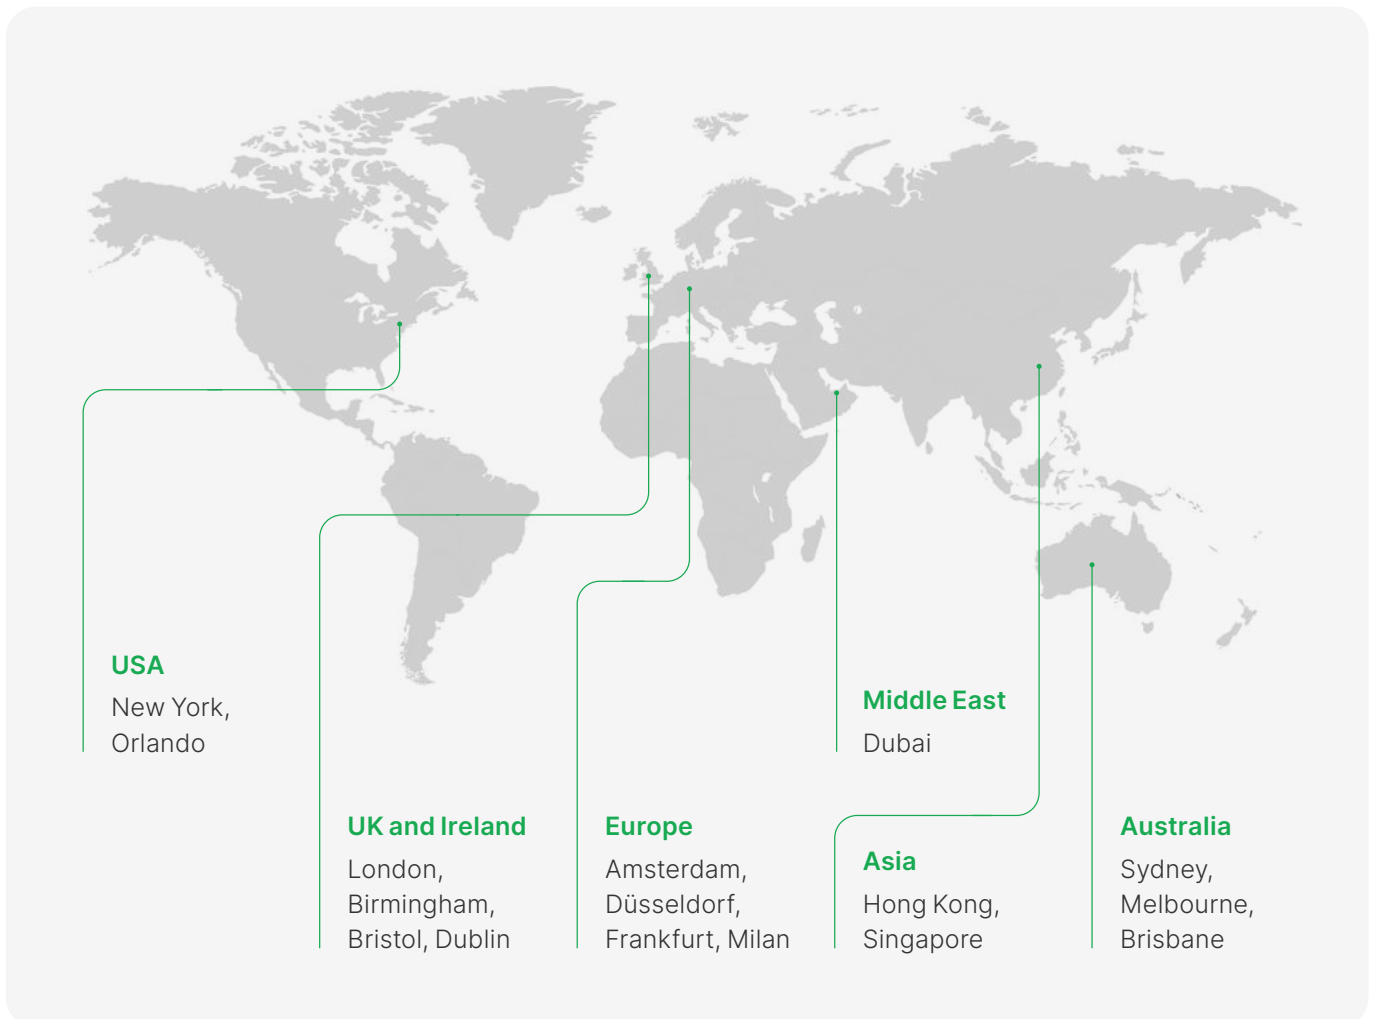 USA
New York,
Orlando
UK and Ireland
London,
Birmingham,
Bristol, Dublin
Europe
Amsterdam,
Düsseldorf,
Frankfurt, Milan
Middle East
Dubai
Asia
Hong Kong,
Singapore
Australia
Sydney,
Melbourne,
Brisbane